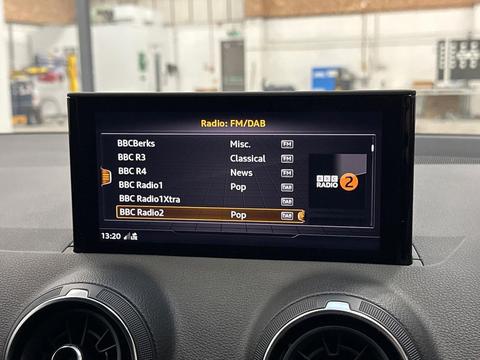 Radio: FM/DAB
BBCBerks Misc. FM
BBC R3 Classical FM
BBC R4 News FM
BBC Radio1 Pop DAB
BBC Radio1Xtra DAB
BBC Radio2 Pop DAB
BBC
RADIO 2
13:20